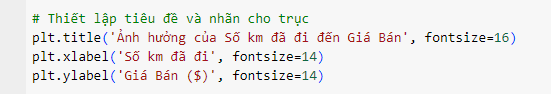 # Thiết lập tiêu đề và nhãn cho trục
plt.title('Ảnh hưởng của Số km đã đi đến Giá Bán', fontsize=16)
plt.xlabel('Số km đã đi', fontsize=14)
plt.ylabel('Giá Bán ($)', fontsize=14)